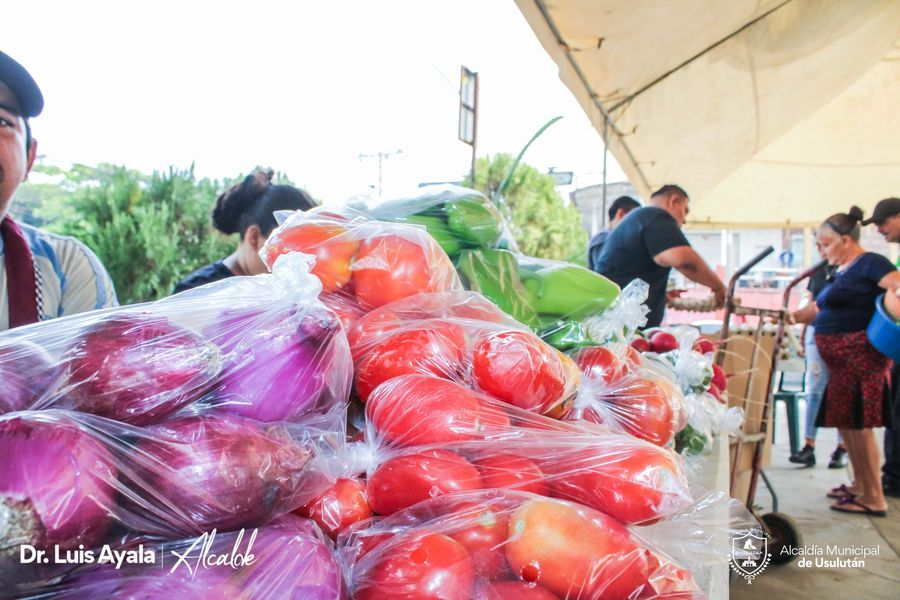 Dr. Luis Ayala | Alcalde
Alcaldía Municipal
de Usulután